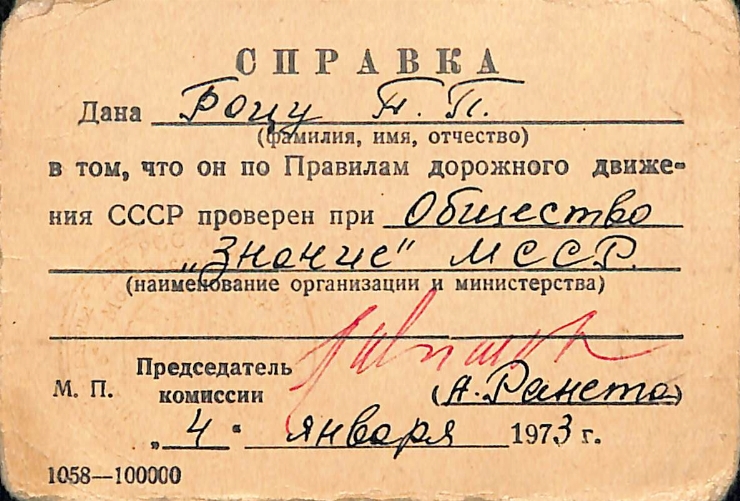 СПРАВКА
Дана Роцу П. П.
(фамилия, имя, отчество)
в том, что он по Правилам дорожного движе-
ния СССР проверен при Общество
„Знание" МССР.
(наименование организации и министерства)
Председатель
М. П. комиссии (А. Ранета)
„4" января 1973 г.
1058—100000